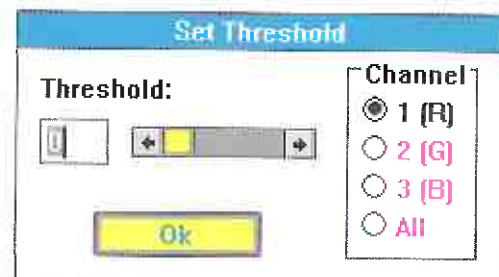 Set Threshold
Threshold:
Channel
1 (R)
2 (G)
3 (B)
All
Ok